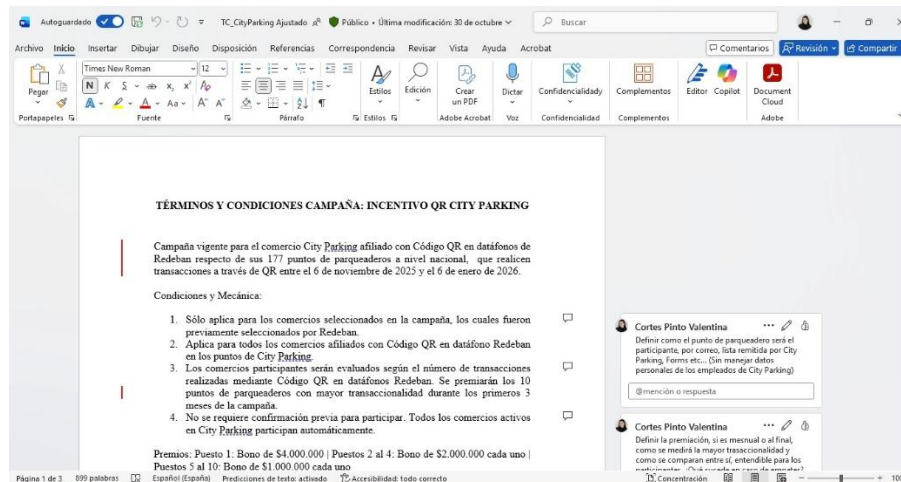 Autoguardado
TC_CityParking Ajustado
Público • Última modificación: 30 de octubre
Buscar
Archivo Inicio Insertar Dibujar Diseño Disposición Referencias Correspondencia Revisar Vista Ayuda Acrobat
Comentarios Revisión Compartir
Times New Roman 12
Pegar
N K S ab x, x²
A Aa A A
Estilos Edición Crear un PDF Dictar Confidencialidady Complementos Editor Copilot Document Cloud
Portapapeles Fuente Párrafo Estilos Adobe Acrobat Voz Confidencialidad Complementos Adobe
TÉRMINOS Y CONDICIONES CAMPAÑA: INCENTIVO QR CITY PARKING
Campaña vigente para el comercio City Parking afiliado con Código QR en datáfonos de
Redeban respecto de sus 177 puntos de parqueaderos a nivel nacional, que realicen
transacciones a través de QR entre el 6 de noviembre de 2025 y el 6 de enero de 2026.
Condiciones y Mecánica:
1. Sólo aplica para los comercios seleccionados en la campaña, los cuales fueron
previamente seleccionados por Redeban.
2. Aplica para todos los comercios afiliados con Código QR en datáfono Redeban
en los puntos de City Parking.
3. Los comercios participantes serán evaluados según el número de transacciones
realizadas mediante Código QR en datáfonos Redeban. Se premiarán los 10
puntos de parqueaderos con mayor transaccionalidad durante los primeros 3
meses de la campaña.
4. No se requiere confirmación previa para participar. Todos los comercios activos
en City Parking participan automáticamente.
Premios: Puesto 1: Bono de $4.000.000 | Puestos 2 al 4: Bono de $2.000.000 cada uno |
Puestos 5 al 10: Bono de $1.000.000 cada uno
Cortes Pinto Valentina
Definir como el punto de parqueadero será el
participante, por correo, lista remitida por City
Parking, Forms etc... (Sin manejar datos
personales de los empleados de City Parking)
@mención o respuesta
Cortes Pinto Valentina
Definir la premiación, si es mesnual o al final,
como se medirá la mayor trasaccionalidad y
como se comparan entre sí, entendible para los
participantes. ¿Qué sucede en caso de empates?
Página 1 de 3 899 palabras Español (España) Predicciones de texto: activado Accesibilidad: todo correcto
Concentración
100